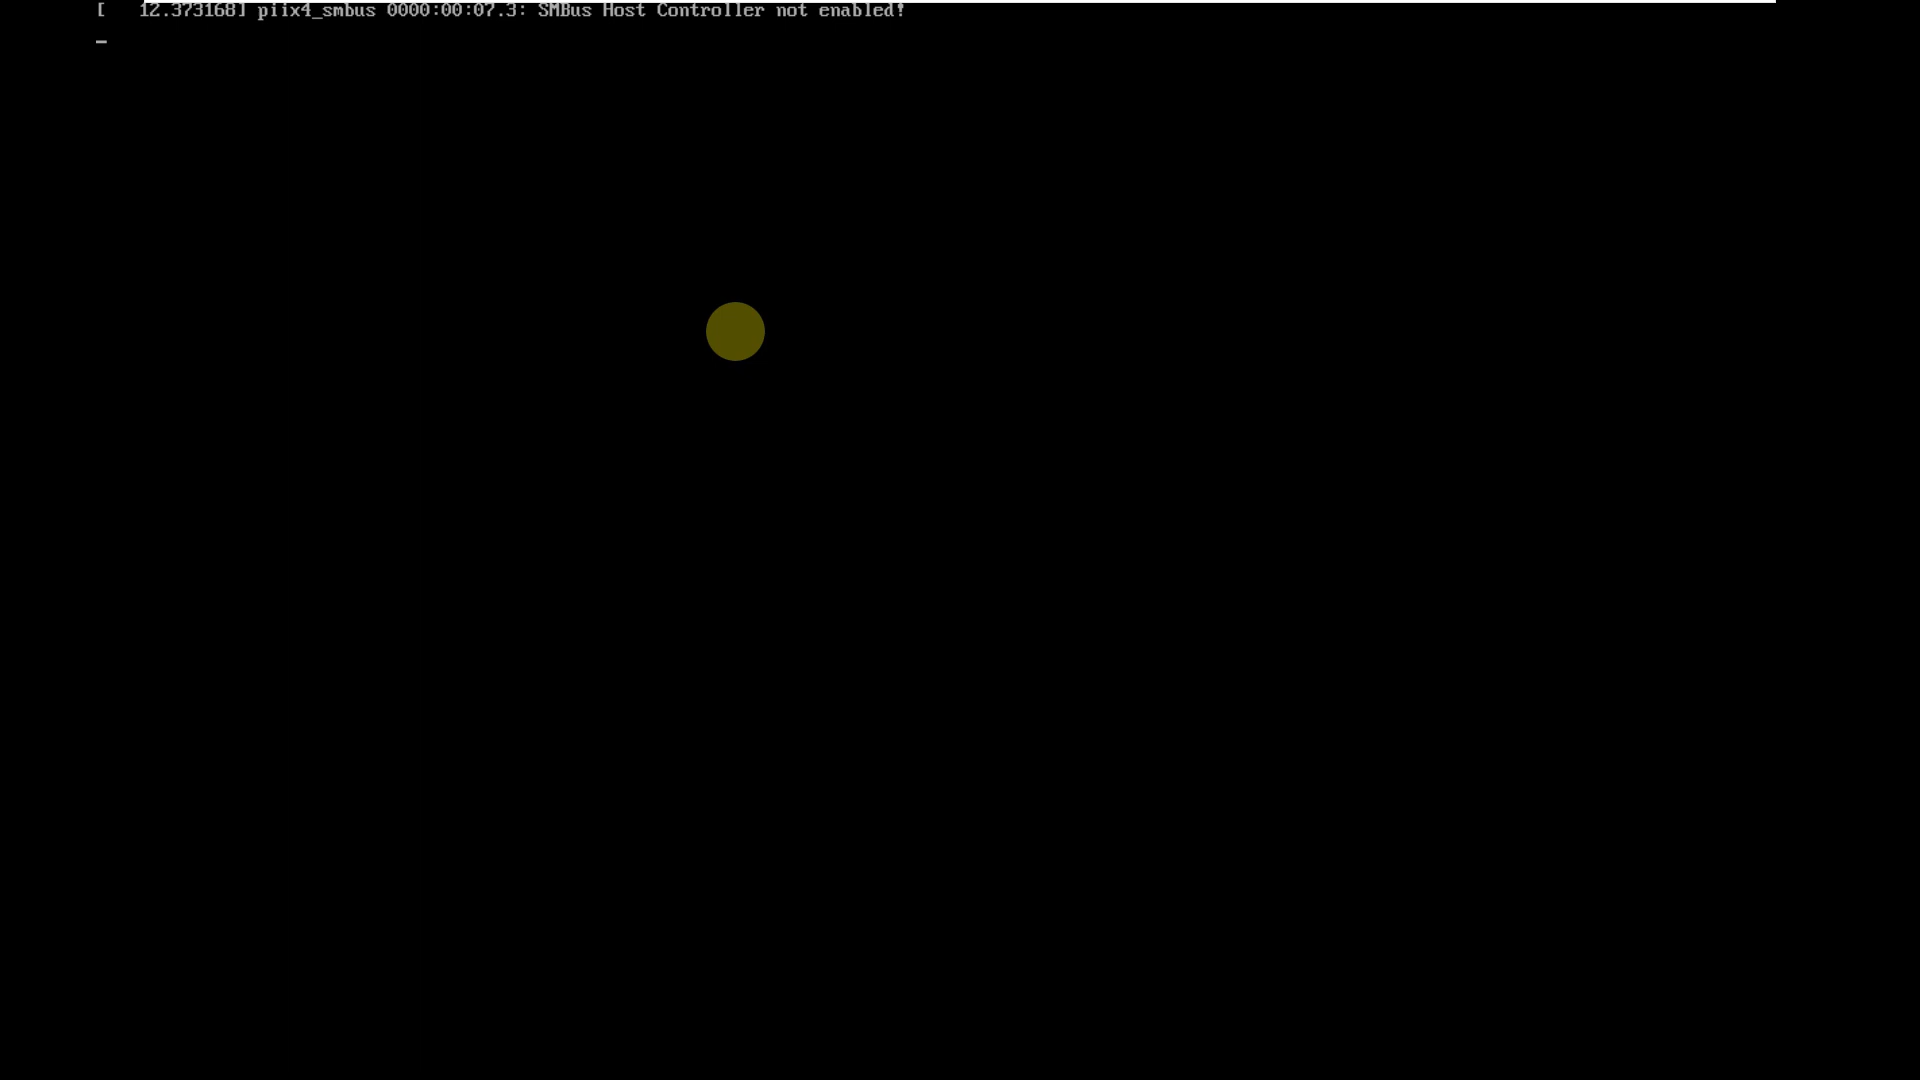 [   12.373168] piix4_smbus 0000:00:07.3: SMBus Host Controller not enabled!
_